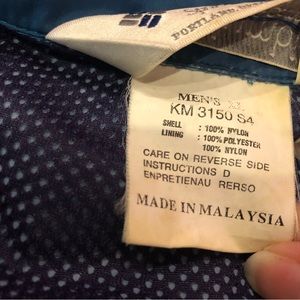 PORTLAND
MEN'S
KM 3150 S4
SHELL : 100% NYLON
LINING : 100% POLYESTER
100% NYLON
CARE ON REVERSE SIDE
INSTRUCTIONS D
ENPRETIENAU RERSO
MADE IN MALAYSIA